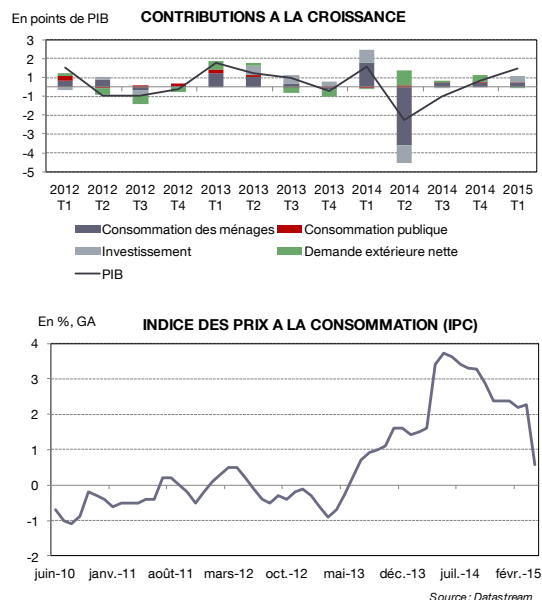 En points de PIB
CONTRIBUTIONS A LA CROISSANCE
3
2
1
1
-1
-2
-3
-4
-5
2012 2012 2012 2012 2013 2013 2013 2013 2014 2014 2014 2014 2015
T1 T2 T3 T4 T1 T2 T3 T4 T1 T2 T3 T4 T1
Consommation des ménages Consommation publique
Investissement Demande extérieure nette
PIB
En %, GA
INDICE DES PRIX A LA CONSOMMATION (IPC)
4
3
2
1
0
-1
-2
juin-10 janv.-11 août-11 mars-12 oct.-12 mai-13 déc.-13 juil.-14 févr.-15
Source: Datastream